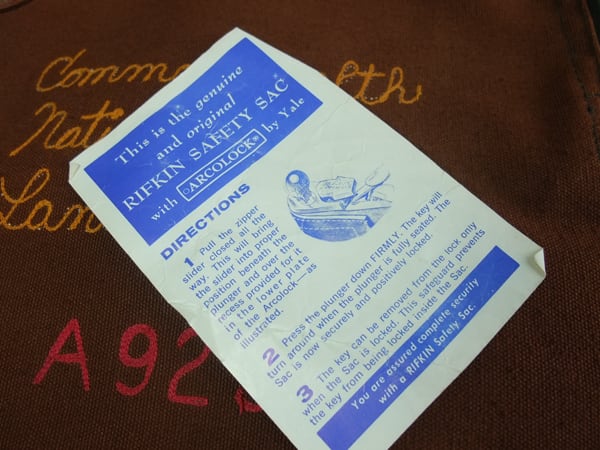 Comm
lth
Nati
Lan
A92
This is the genuine
and original
RIFKIN SAFETY SAC
with ARCOLOCK® by Yale
DIRECTIONS
1 Pull the zipper
slider closed all the
way. This will bring
the slider into proper
position beneath the
plunger and over the
recess provided for it
in the lower plate
of the Arcolock—as
illustrated.
2 Press the plunger down FIRMLY. The key will
turn around when the plunger is fully seated. The
Sac is now securely and positively locked.
3 The key can be removed from the lock only
when the Sac is locked. This safeguard prevents
the key from being locked inside the Sac.
You are assured complete security
with a RIFKIN Safety Sac.